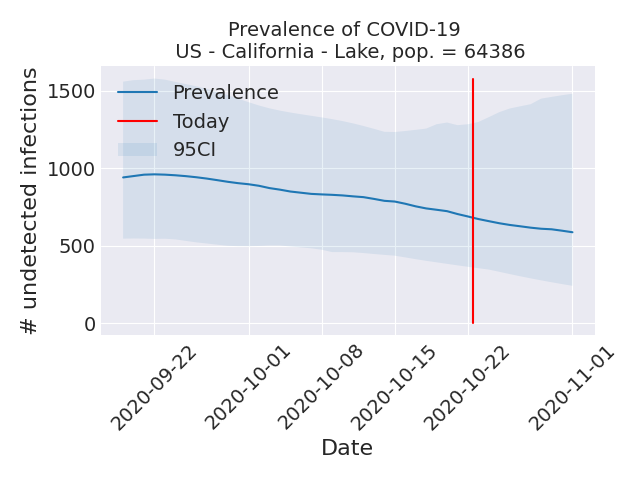 Prevalence of COVID-19
US - California - Lake, pop. = 64386
# undetected infections
1500
1000
500
0
Prevalence
Today
95CI
2020-09-22
2020-10-01
2020-10-08
2020-10-15
2020-10-22
2020-11-01
Date